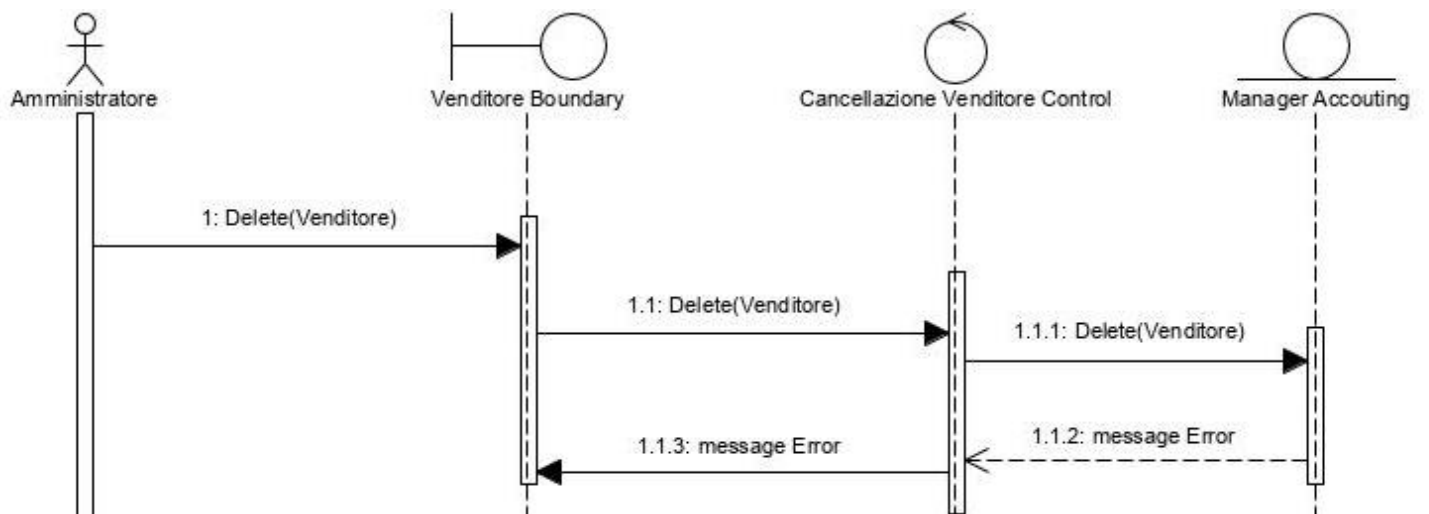 Amministratore
Venditore Boundary
Cancellazione Venditore Control
Manager Accouting
1: Delete(Venditore)
1.1: Delete(Venditore)
1.1.1: Delete(Venditore)
1.1.2: message Error
1.1.3: message Error